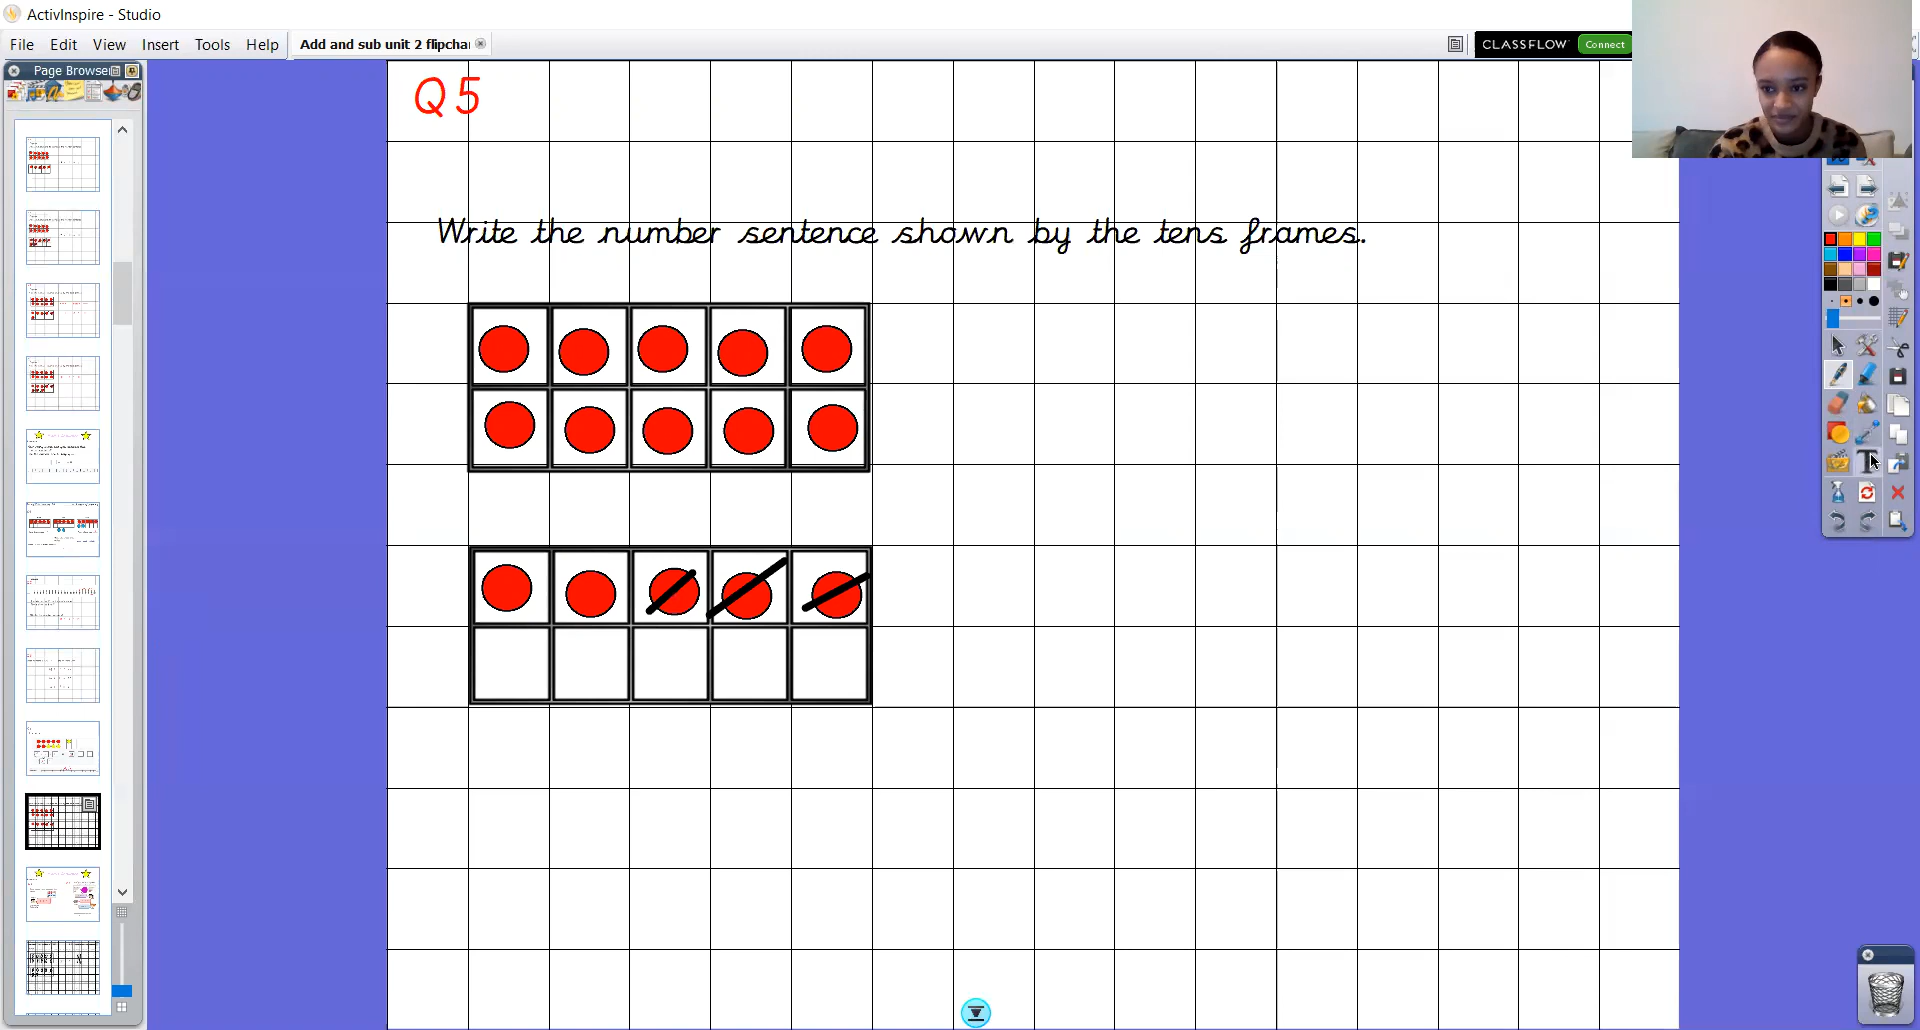 ActivInspire - Studio
File Edit View Insert Tools Help
Add and sub unit 2 flipchar
CLASSFLOW Connect
Page Browser
Q5
Write the number sentence shown by the tens frames.
T